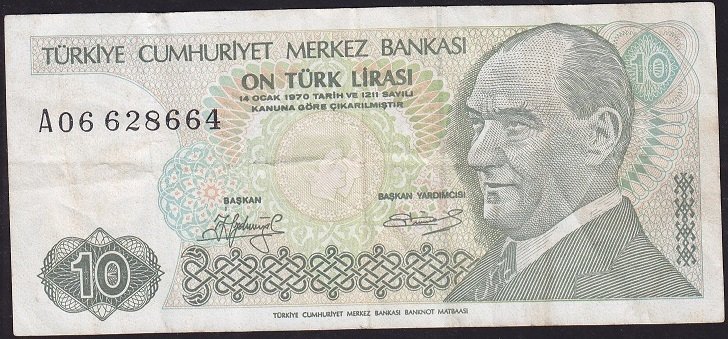 TÜRKİYE CUMHURİYET MERKEZ BANKASI
10
ON TÜRK LİRASI
14 OCAK 1970 TARİH VE 1211 SAYILI
KANUNA GÖRE ÇIKARILMIŞTIR
A06 628664
BAŞKAN
BAŞKAN YARDIMCISI
10
TÜRKİYE CUMHURİYET MERKEZ BANKASI BANKNOT MATBAASI